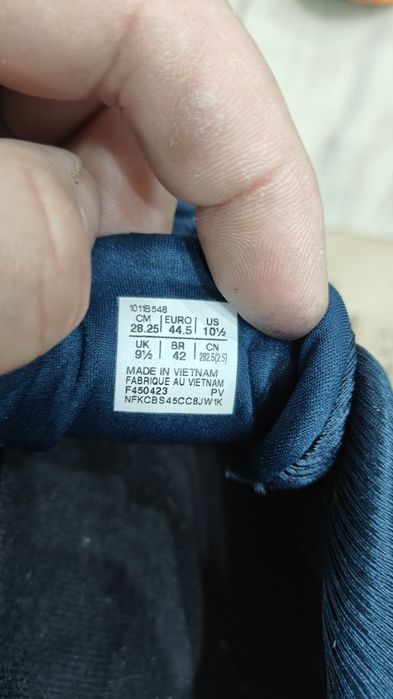 1011B548
CM EURO US
28.25 44.5 10½
UK BR CN
9½ 42 282.5(2.5)
MADE IN VIETNAM
FABRIQUE AU VIETNAM
F450423 PV
NFKCBS45CC8JW1K